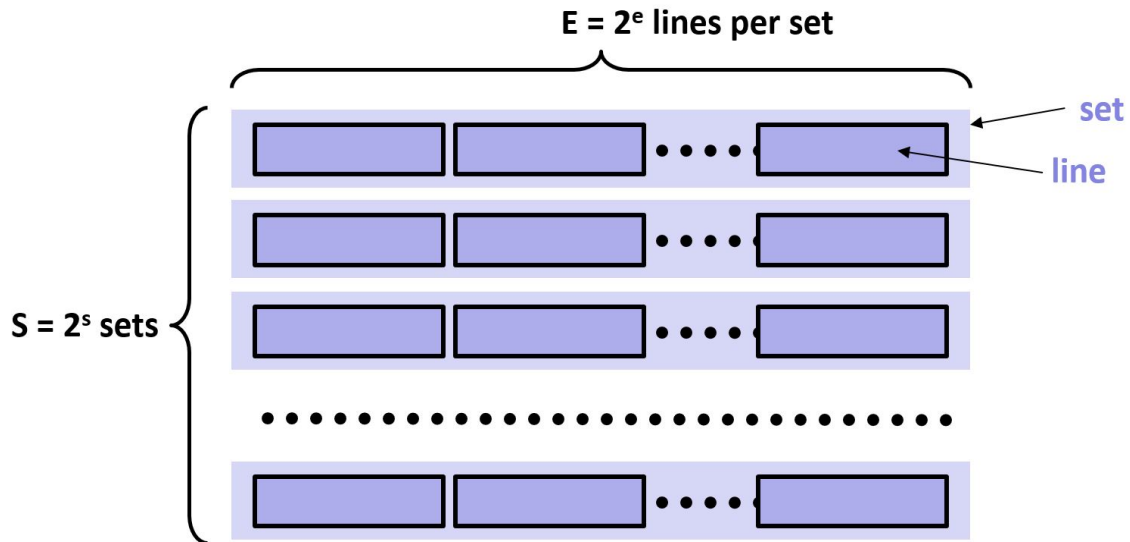 E = 2ᵉ lines per set
set
line
S = 2ˢ sets